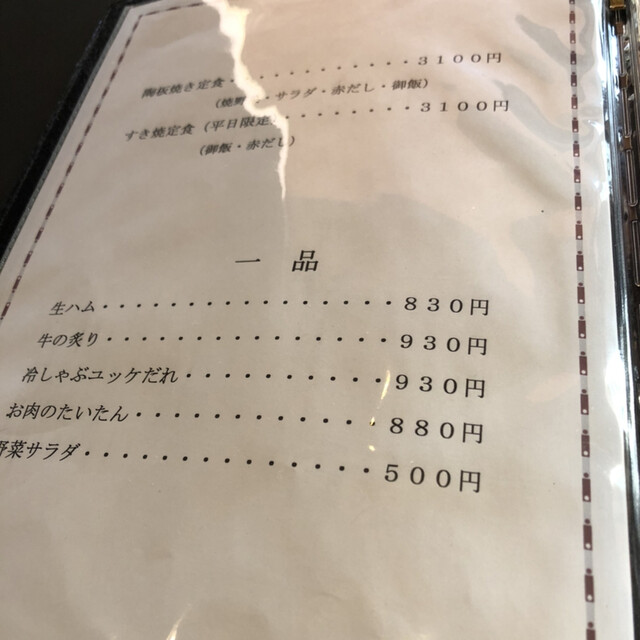 陶板焼き定食・・・・・・・・・・・・３１００円
（焼野・・サラダ・赤だし・御飯）
すき焼定食（平日限定・・・・・・・・・３１００円
（御飯・赤だし）
一 品
生ハム・・・・・・・・・・・・・・・・・８３０円
牛の炙り・・・・・・・・・・・・・・・・９３０円
冷しゃぶユッケだれ・・・・・・・・・・・９３０円
お肉のたいたん・・・・・・・・・・・・・８８０円
野菜サラダ・・・・・・・・・・・・・・・５００円